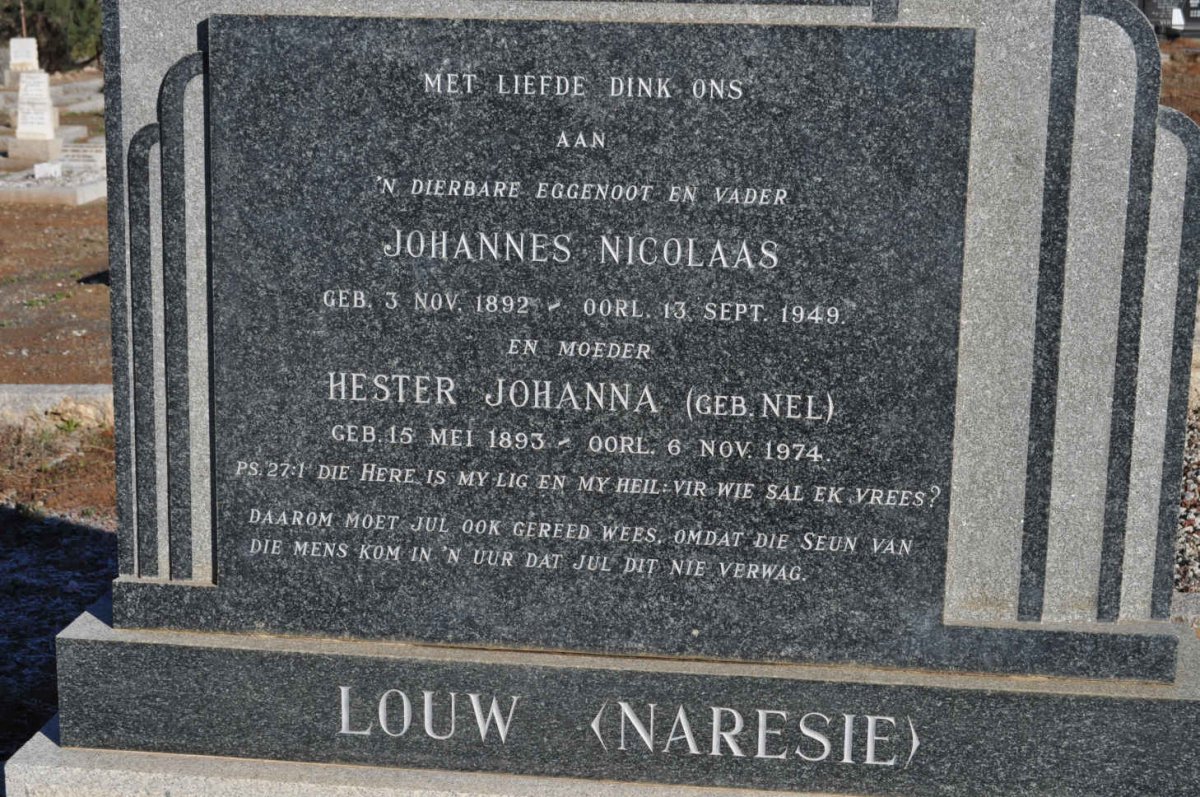 MET LIEFDE DINK ONS
AAN
'N DIERBARE EGGENOOT EN VADER
JOHANNES NICOLAAS
GEB. 3 NOV. 1892 - OORL. 13 SEPT. 1949.
EN MOEDER
HESTER JOHANNA (GEB. NEL)
GEB. 15 MEI 1893 - OORL. 6 NOV. 1974.
PS. 27:1 DIE HERE IS MY LIG EN MY HEIL: VIR WIE SAL EK VREES?
DAAROM MOET JUL OOK GEREED WEES, OMDAT DIE SEUN VAN
DIE MENS KOM IN 'N UUR DAT JUL DIT NIE VERWAG.
LOUW (NARESIE)